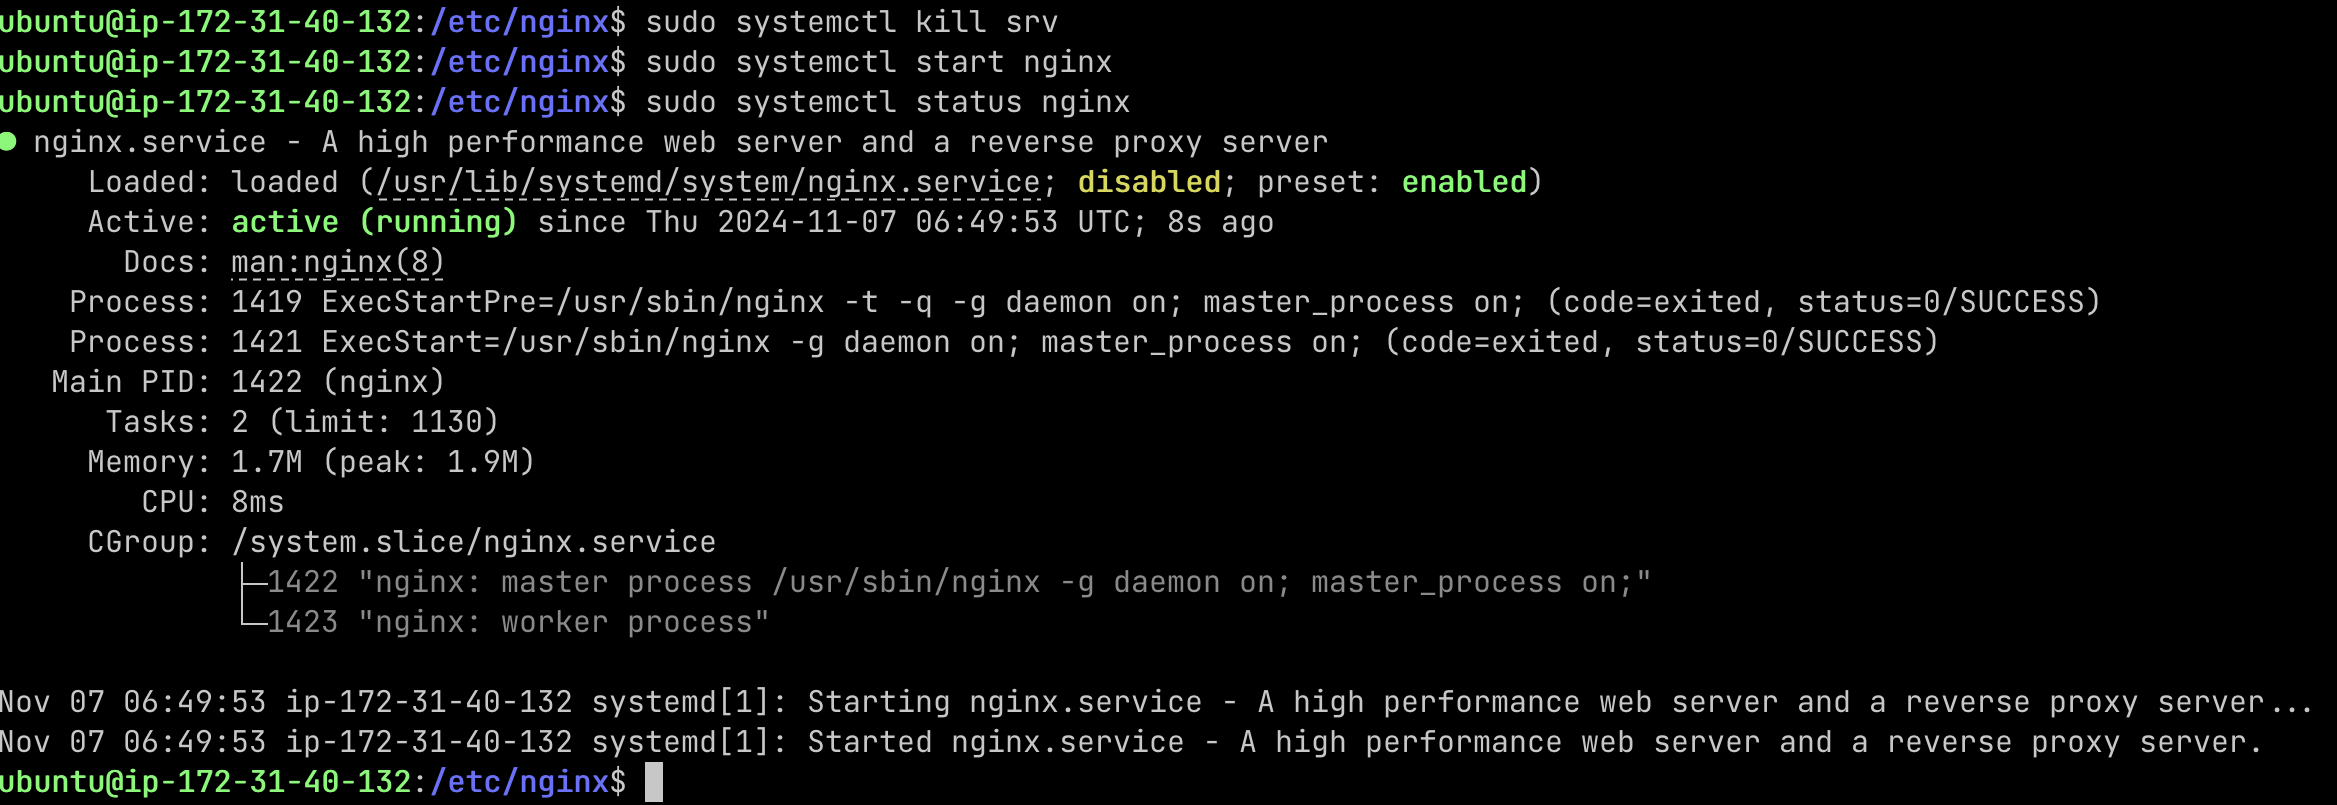 ubuntu@ip-172-31-40-132:/etc/nginx$ sudo systemctl kill srv
ubuntu@ip-172-31-40-132:/etc/nginx$ sudo systemctl start nginx
ubuntu@ip-172-31-40-132:/etc/nginx$ sudo systemctl status nginx
● nginx.service - A high performance web server and a reverse proxy server
     Loaded: loaded (/usr/lib/systemd/system/nginx.service; disabled; preset: enabled)
     Active: active (running) since Thu 2024-11-07 06:49:53 UTC; 8s ago
       Docs: man:nginx(8)
    Process: 1419 ExecStartPre=/usr/sbin/nginx -t -q -g daemon on; master_process on; (code=exited, status=0/SUCCESS)
    Process: 1421 ExecStart=/usr/sbin/nginx -g daemon on; master_process on; (code=exited, status=0/SUCCESS)
   Main PID: 1422 (nginx)
      Tasks: 2 (limit: 1130)
     Memory: 1.7M (peak: 1.9M)
        CPU: 8ms
     CGroup: /system.slice/nginx.service
             ├─1422 "nginx: master process /usr/sbin/nginx -g daemon on; master_process on;"
             └─1423 "nginx: worker process"

Nov 07 06:49:53 ip-172-31-40-132 systemd[1]: Starting nginx.service - A high performance web server and a reverse proxy server...
Nov 07 06:49:53 ip-172-31-40-132 systemd[1]: Started nginx.service - A high performance web server and a reverse proxy server.
ubuntu@ip-172-31-40-132:/etc/nginx$